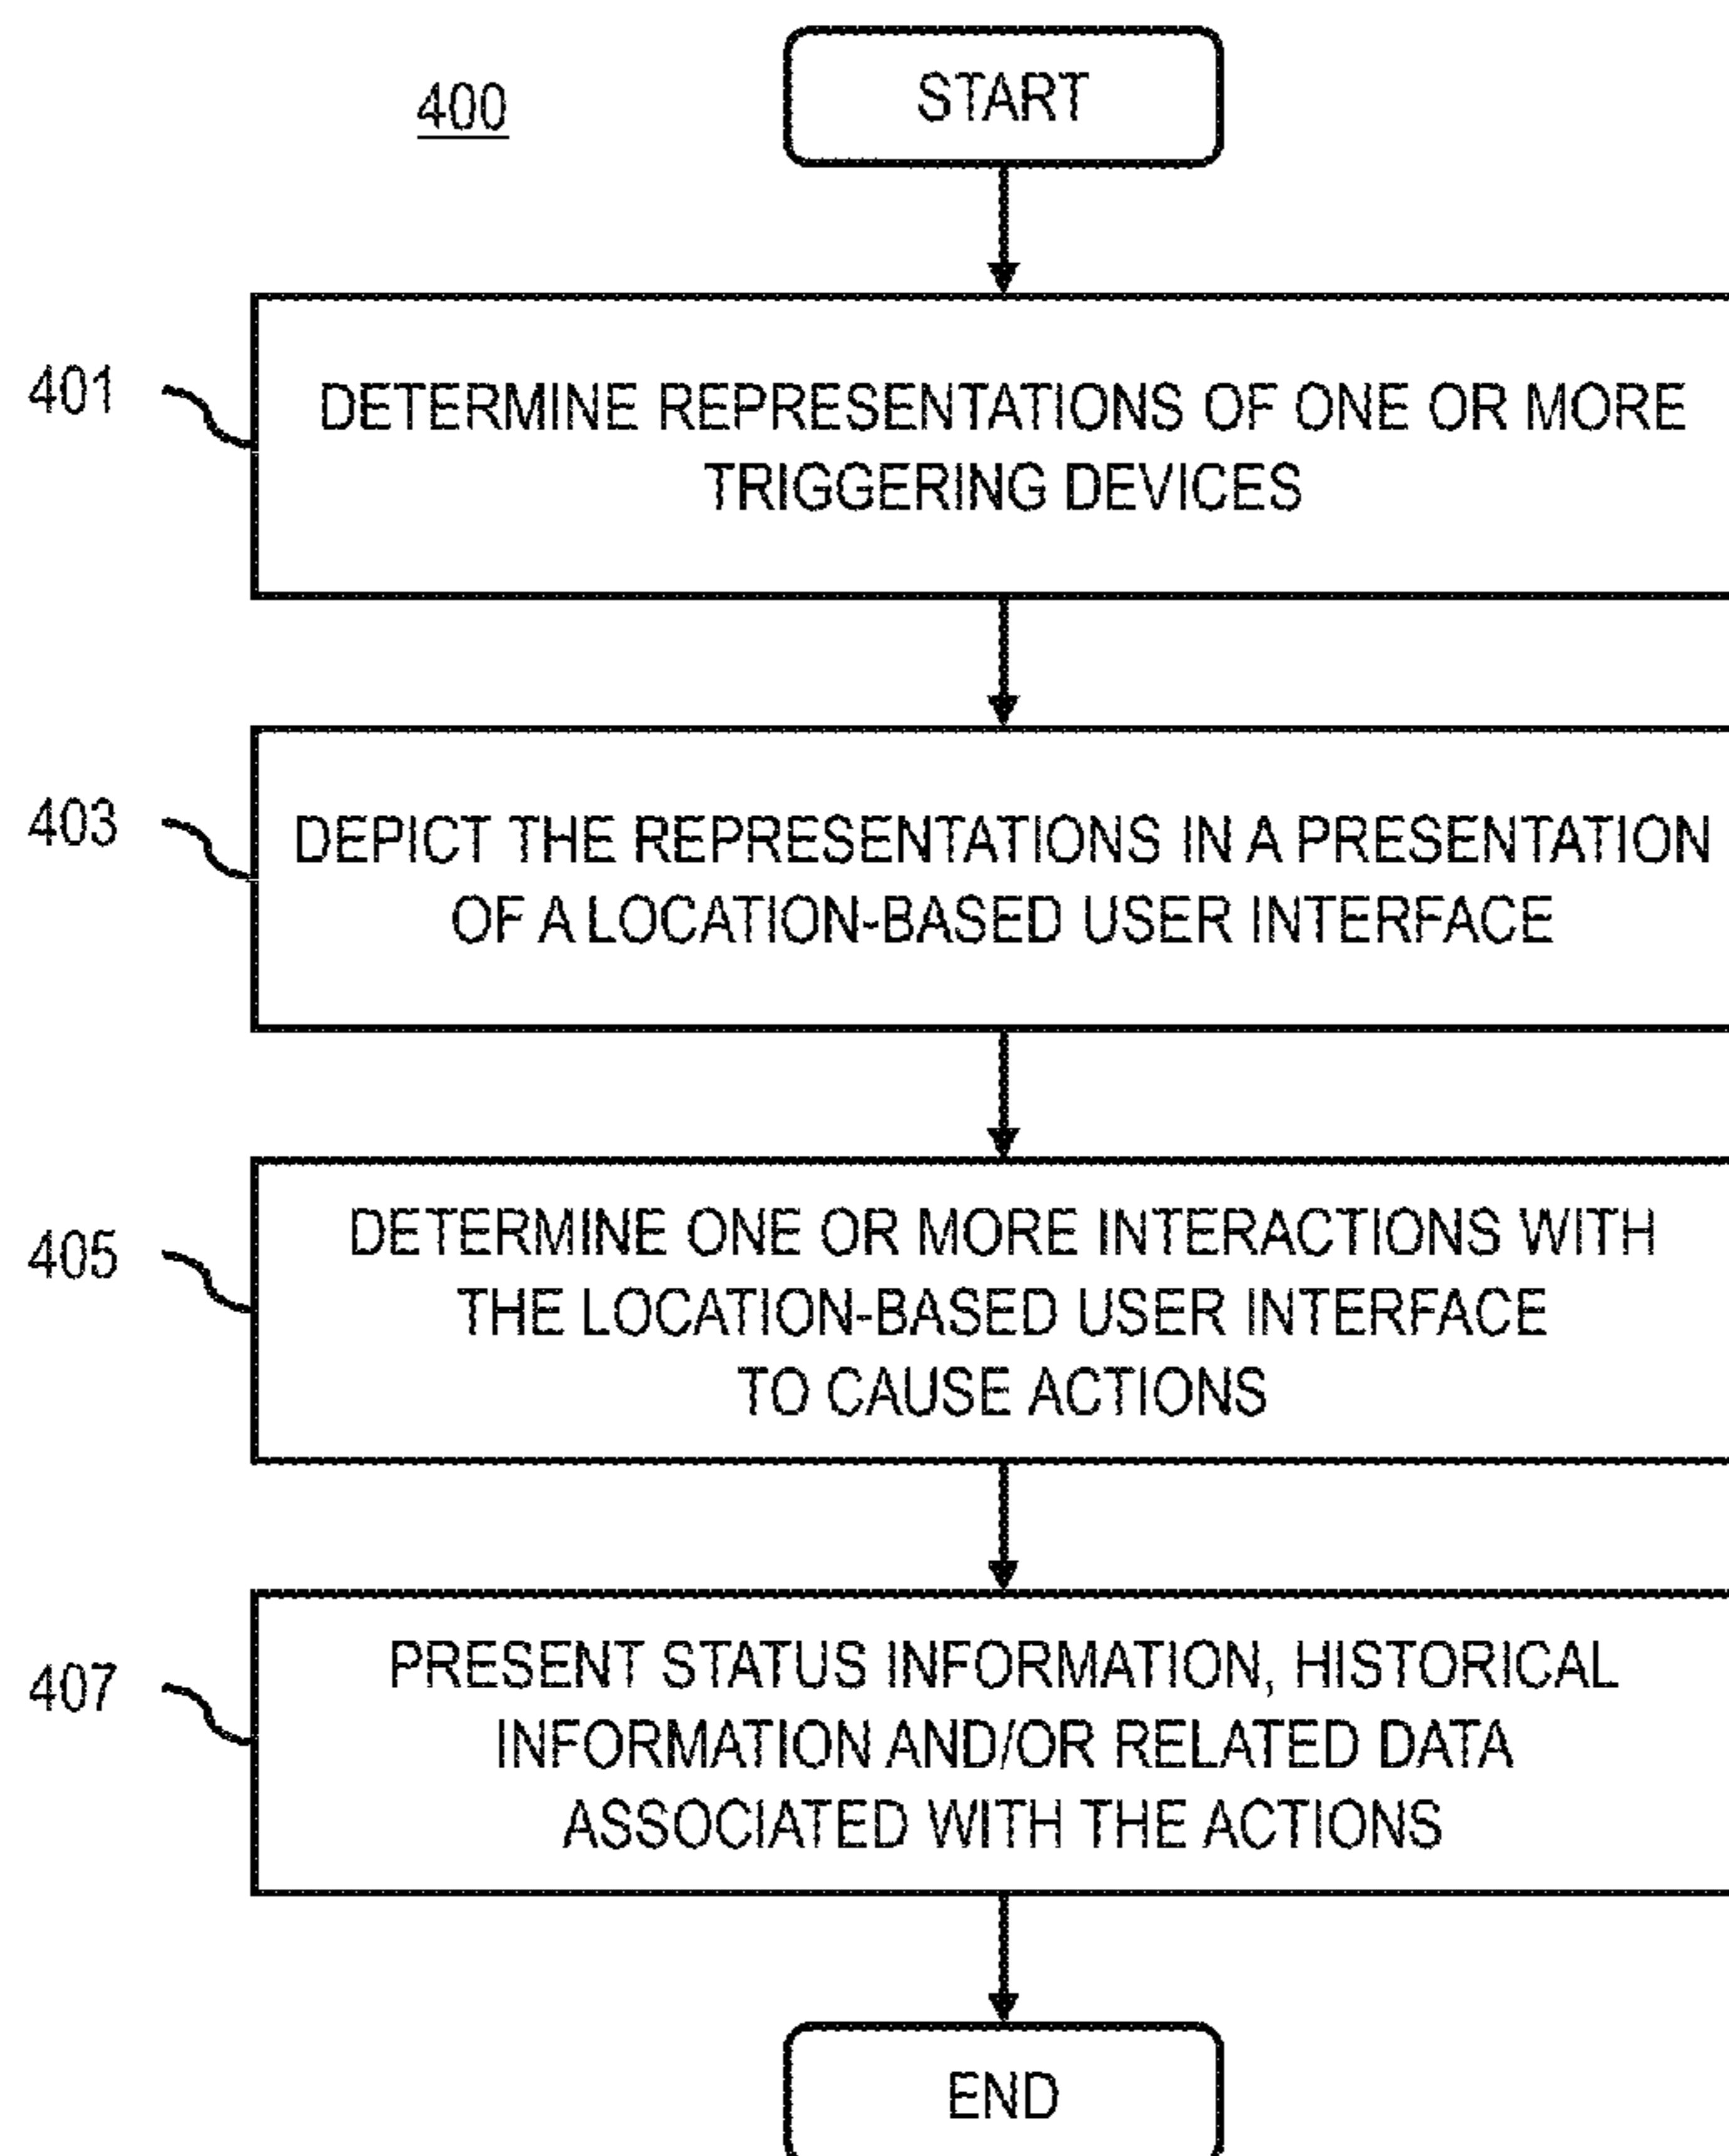 400
START
401
DETERMINE REPRESENTATIONS OF ONE OR MORE
TRIGGERING DEVICES
403
DEPICT THE REPRESENTATIONS IN A PRESENTATION
OF A LOCATION-BASED USER INTERFACE
405
DETERMINE ONE OR MORE INTERACTIONS WITH
THE LOCATION-BASED USER INTERFACE
TO CAUSE ACTIONS
407
PRESENT STATUS INFORMATION, HISTORICAL
INFORMATION AND/OR RELATED DATA
ASSOCIATED WITH THE ACTIONS
END